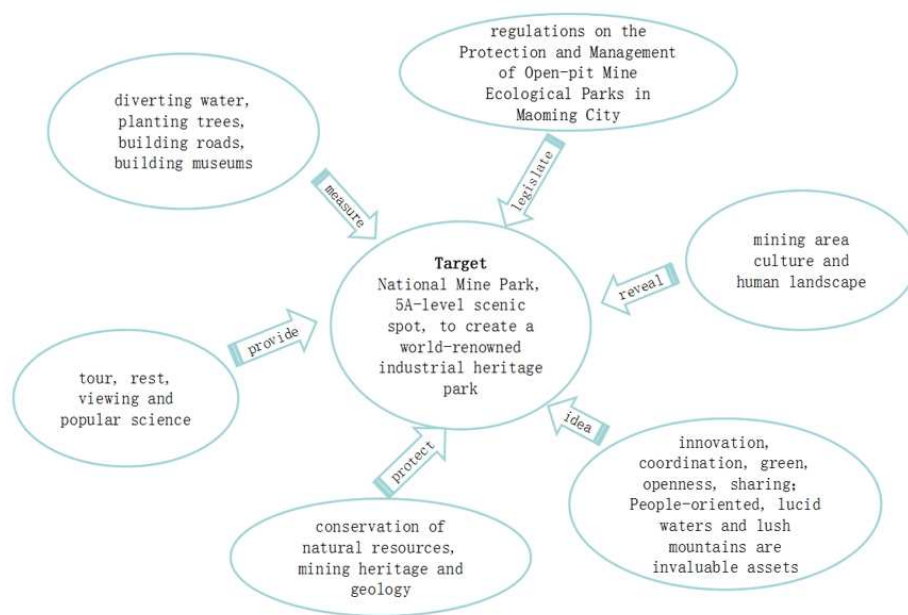 regulations on the
Protection and Management
of Open-pit Mine
Ecological Parks in
Maoming City
diverting water,
planting trees,
building roads,
building museums
measure
legislate
Target
National Mine Park,
5A-level scenic
spot, to create a
world-renowned
industrial heritage
park
mining area
culture and
human landscape
reveal
provide
tour, rest,
viewing and
popular science
idea
protect
innovation,
coordination, green,
openness, sharing;
People-oriented, lucid
waters and lush
mountains are
invaluable assets
conservation of
natural resources,
mining heritage and
geology